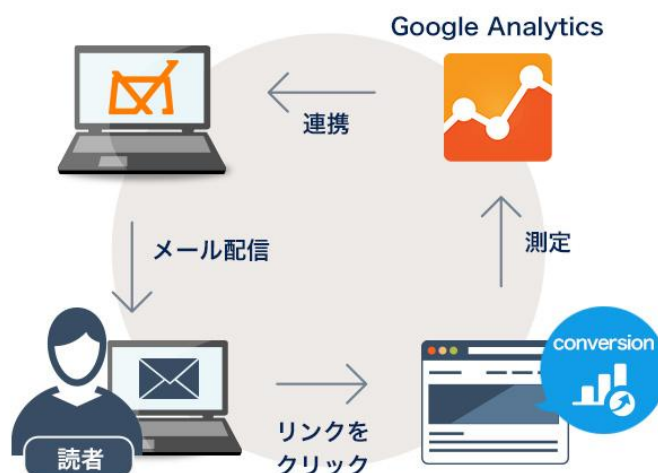 Google Analytics
連携
メール配信
測定
conversion
リンクを
クリック
読者